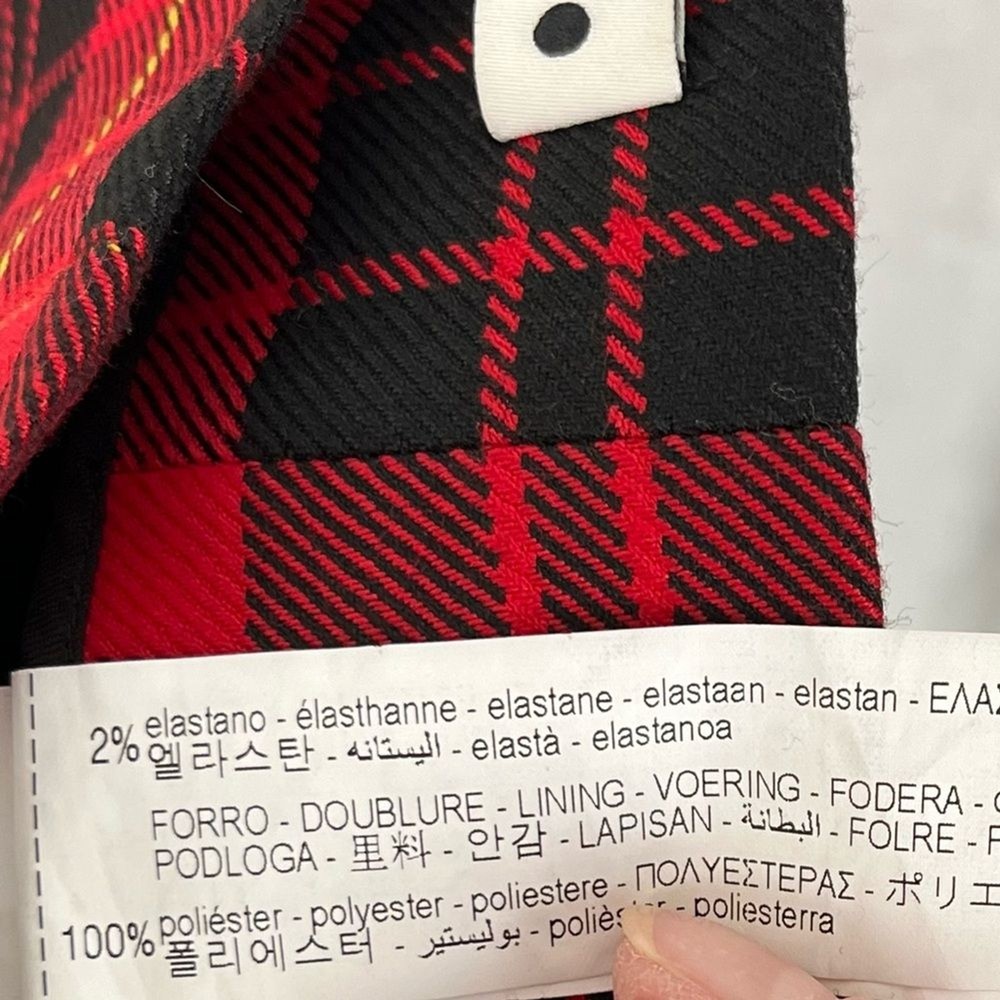 2% elastano - élasthanne - elastane - elastaan - elastan - ΕΛΑΣ
엘라스탄 - اليستانه - elastà - elastanoa
FORRO - DOUBLURE - LINING - VOERING - FODERA -
PODLOGA - 里料 - 안감 - LAPISAN - البطانة - FOLRE -
100% poliéster - polyester - poliestere - ΠΟΛΥΕΣΤΕΡΑΣ - ポリエ
폴리에스터 - بوليستير - polièster - poliesterra